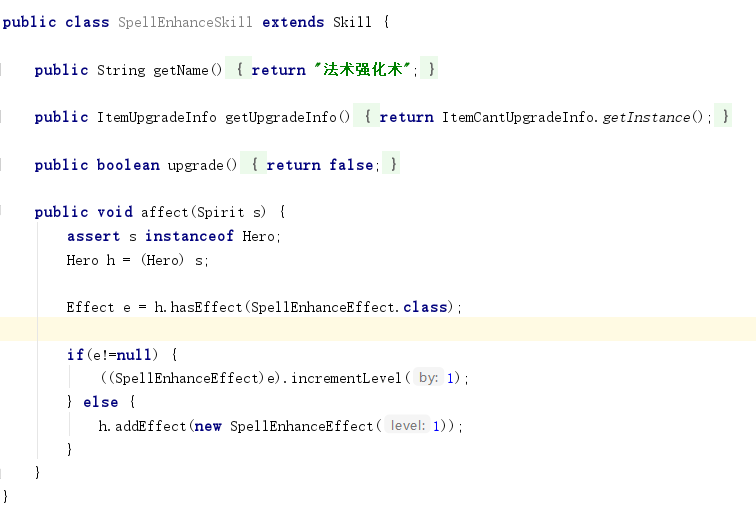 public class SpellEnhanceSkill extends Skill {
public String getName() { return "法术强化术"; }
public ItemUpgradeInfo getUpgradeInfo() { return ItemCantUpgradeInfo.getInstance(); }
public boolean upgrade() { return false; }
public void affect(Spirit s) {
assert s instanceof Hero;
Hero h = (Hero) s;
Effect e = h.hasEffect(SpellEnhanceEffect.class);
if(e!=null) {
((SpellEnhanceEffect)e).incrementLevel( by: 1);
} else {
h.addEffect(new SpellEnhanceEffect( level: 1));
}
}
}